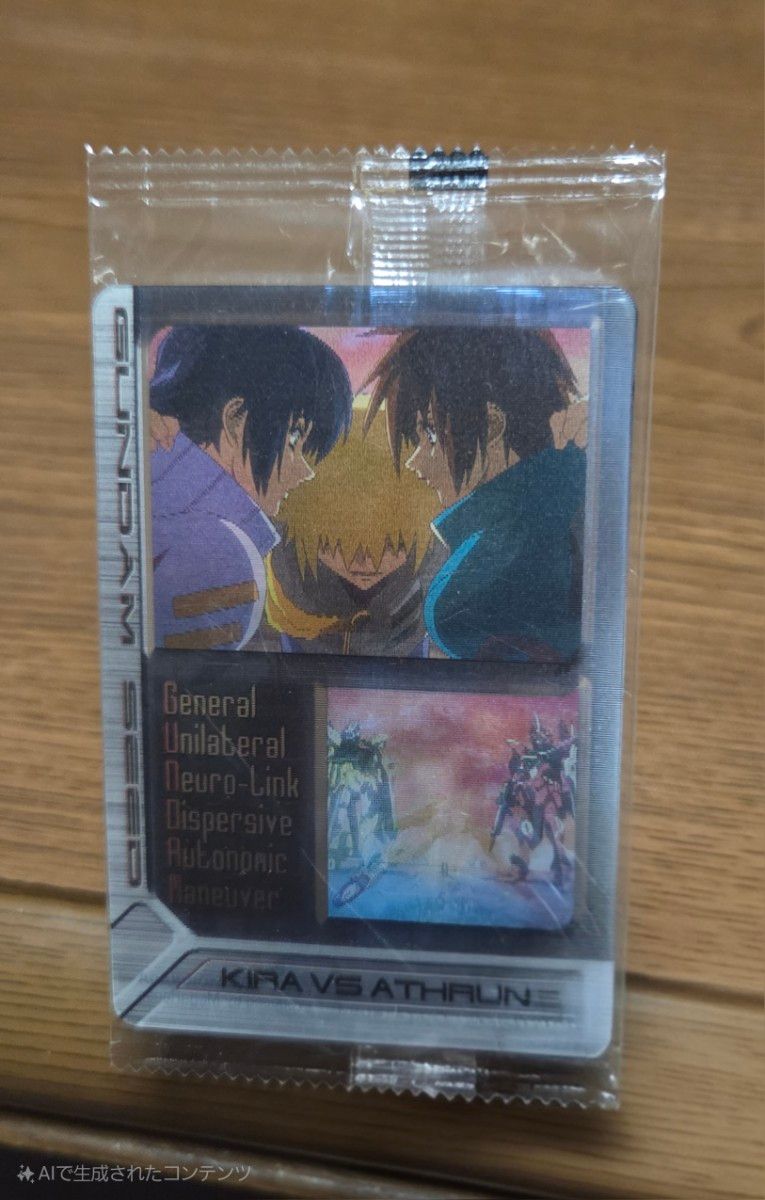 GUNDAM SEED
General
Unilateral
Neuro-Link
Dispersive
Autonomic
Maneuver
KIRA VS ATHRUN
AIで生成されたコンテンツ